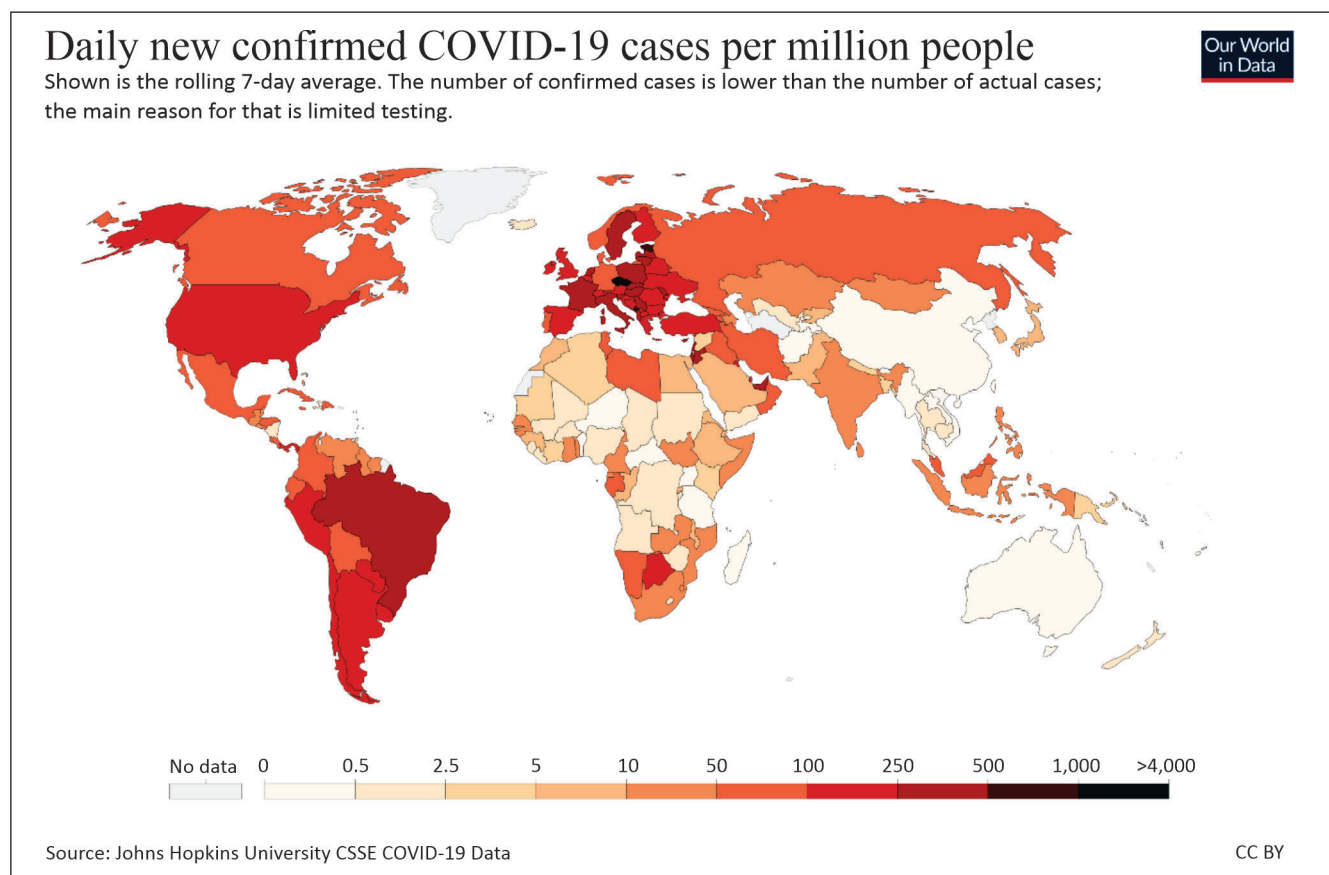 Daily new confirmed COVID-19 cases per million people
Our World
in Data
Shown is the rolling 7-day average. The number of confirmed cases is lower than the number of actual cases;
the main reason for that is limited testing.
No data 0 0.5 2.5 5 10 50 100 250 500 1,000 >4,000
Source: Johns Hopkins University CSSE COVID-19 Data
CC BY